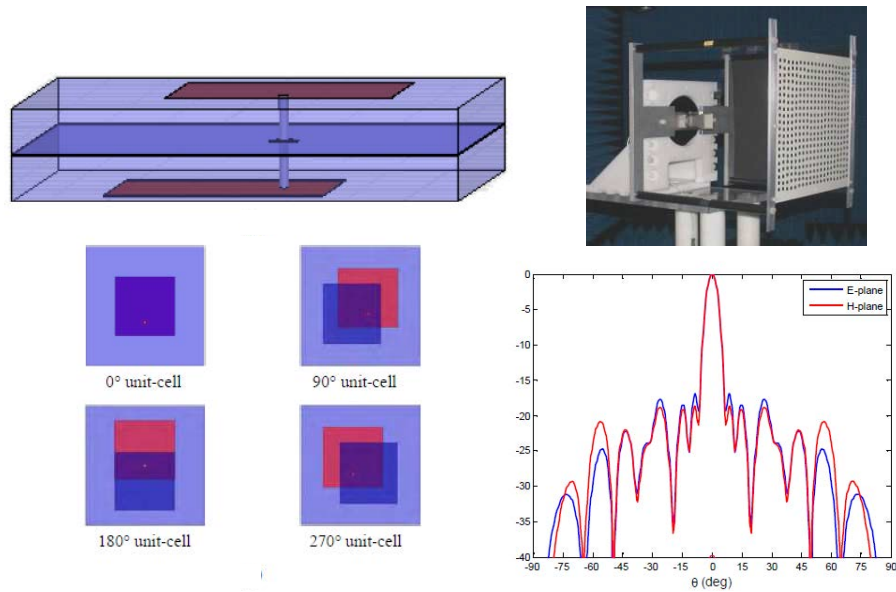 0° unit-cell
90° unit-cell
180° unit-cell
270° unit-cell
E-plane
H-plane
0
-5
-10
-15
-20
-25
-30
-35
-40
-90 -75 -60 -45 -30 -15 0 15 30 45 60 75 90
θ (deg)